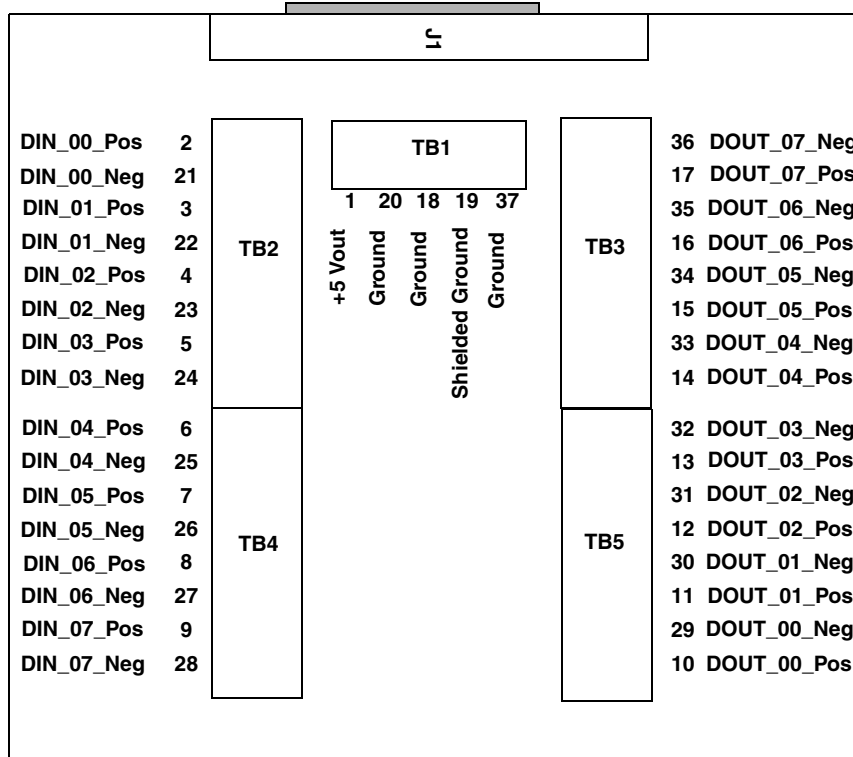 J1
TB1
1 20 18 19 37
+5 Vout
Ground
Ground
Shielded Ground
Ground
DIN_00_Pos 2
DIN_00_Neg 21
DIN_01_Pos 3
DIN_01_Neg 22
DIN_02_Pos 4
DIN_02_Neg 23
DIN_03_Pos 5
DIN_03_Neg 24
TB2
DIN_04_Pos 6
DIN_04_Neg 25
DIN_05_Pos 7
DIN_05_Neg 26
DIN_06_Pos 8
DIN_06_Neg 27
DIN_07_Pos 9
DIN_07_Neg 28
TB4
TB3
36 DOUT_07_Neg
17 DOUT_07_Pos
35 DOUT_06_Neg
16 DOUT_06_Pos
34 DOUT_05_Neg
15 DOUT_05_Pos
33 DOUT_04_Neg
14 DOUT_04_Pos
TB5
32 DOUT_03_Neg
13 DOUT_03_Pos
31 DOUT_02_Neg
12 DOUT_02_Pos
30 DOUT_01_Neg
11 DOUT_01_Pos
29 DOUT_00_Neg
10 DOUT_00_Pos